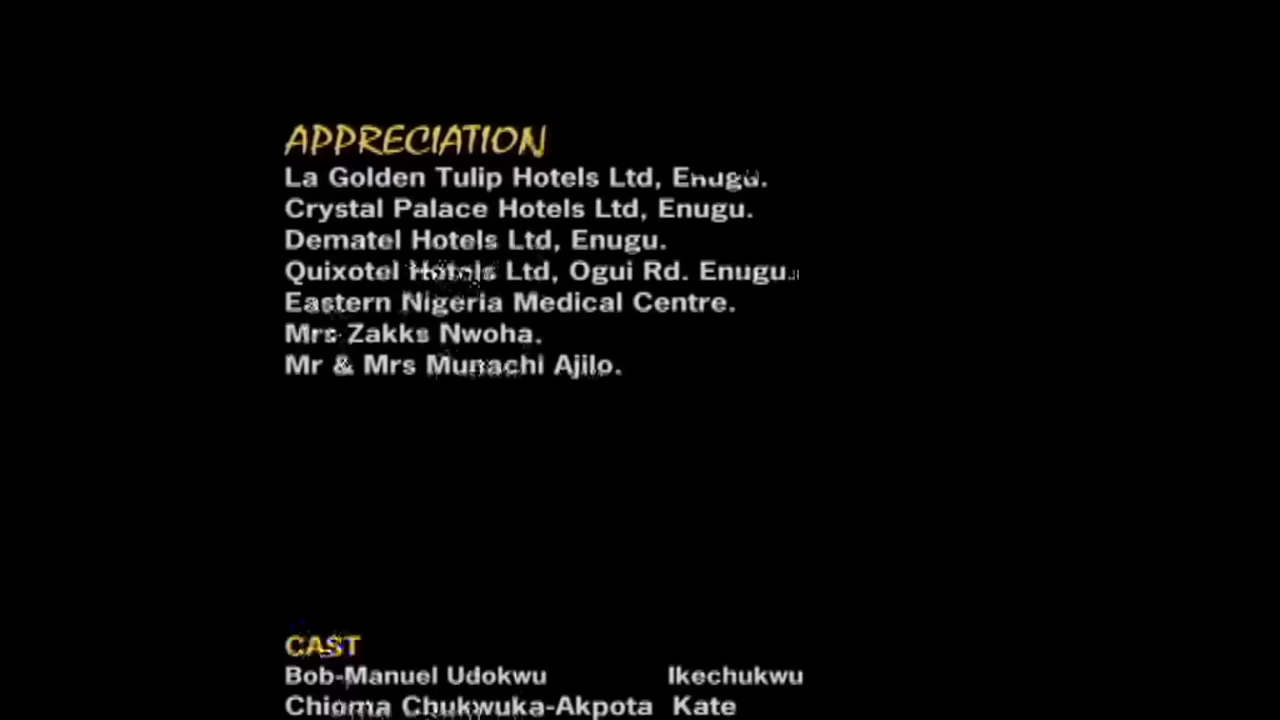 APPRECIATION
La Golden Tulip Hotels Ltd, Enugu.
Crystal Palace Hotels Ltd, Enugu.
Dematel Hotels Ltd, Enugu.
Quixotel Hotels Ltd, Ogui Rd. Enugu.
Eastern Nigeria Medical Centre.
Mrs Zakks Nwoha.
Mr & Mrs Munachi Ajilo.
CAST
Bob-Manuel Udokwu Ikechukwu
Chioma Chukwuka-Akpota Kate